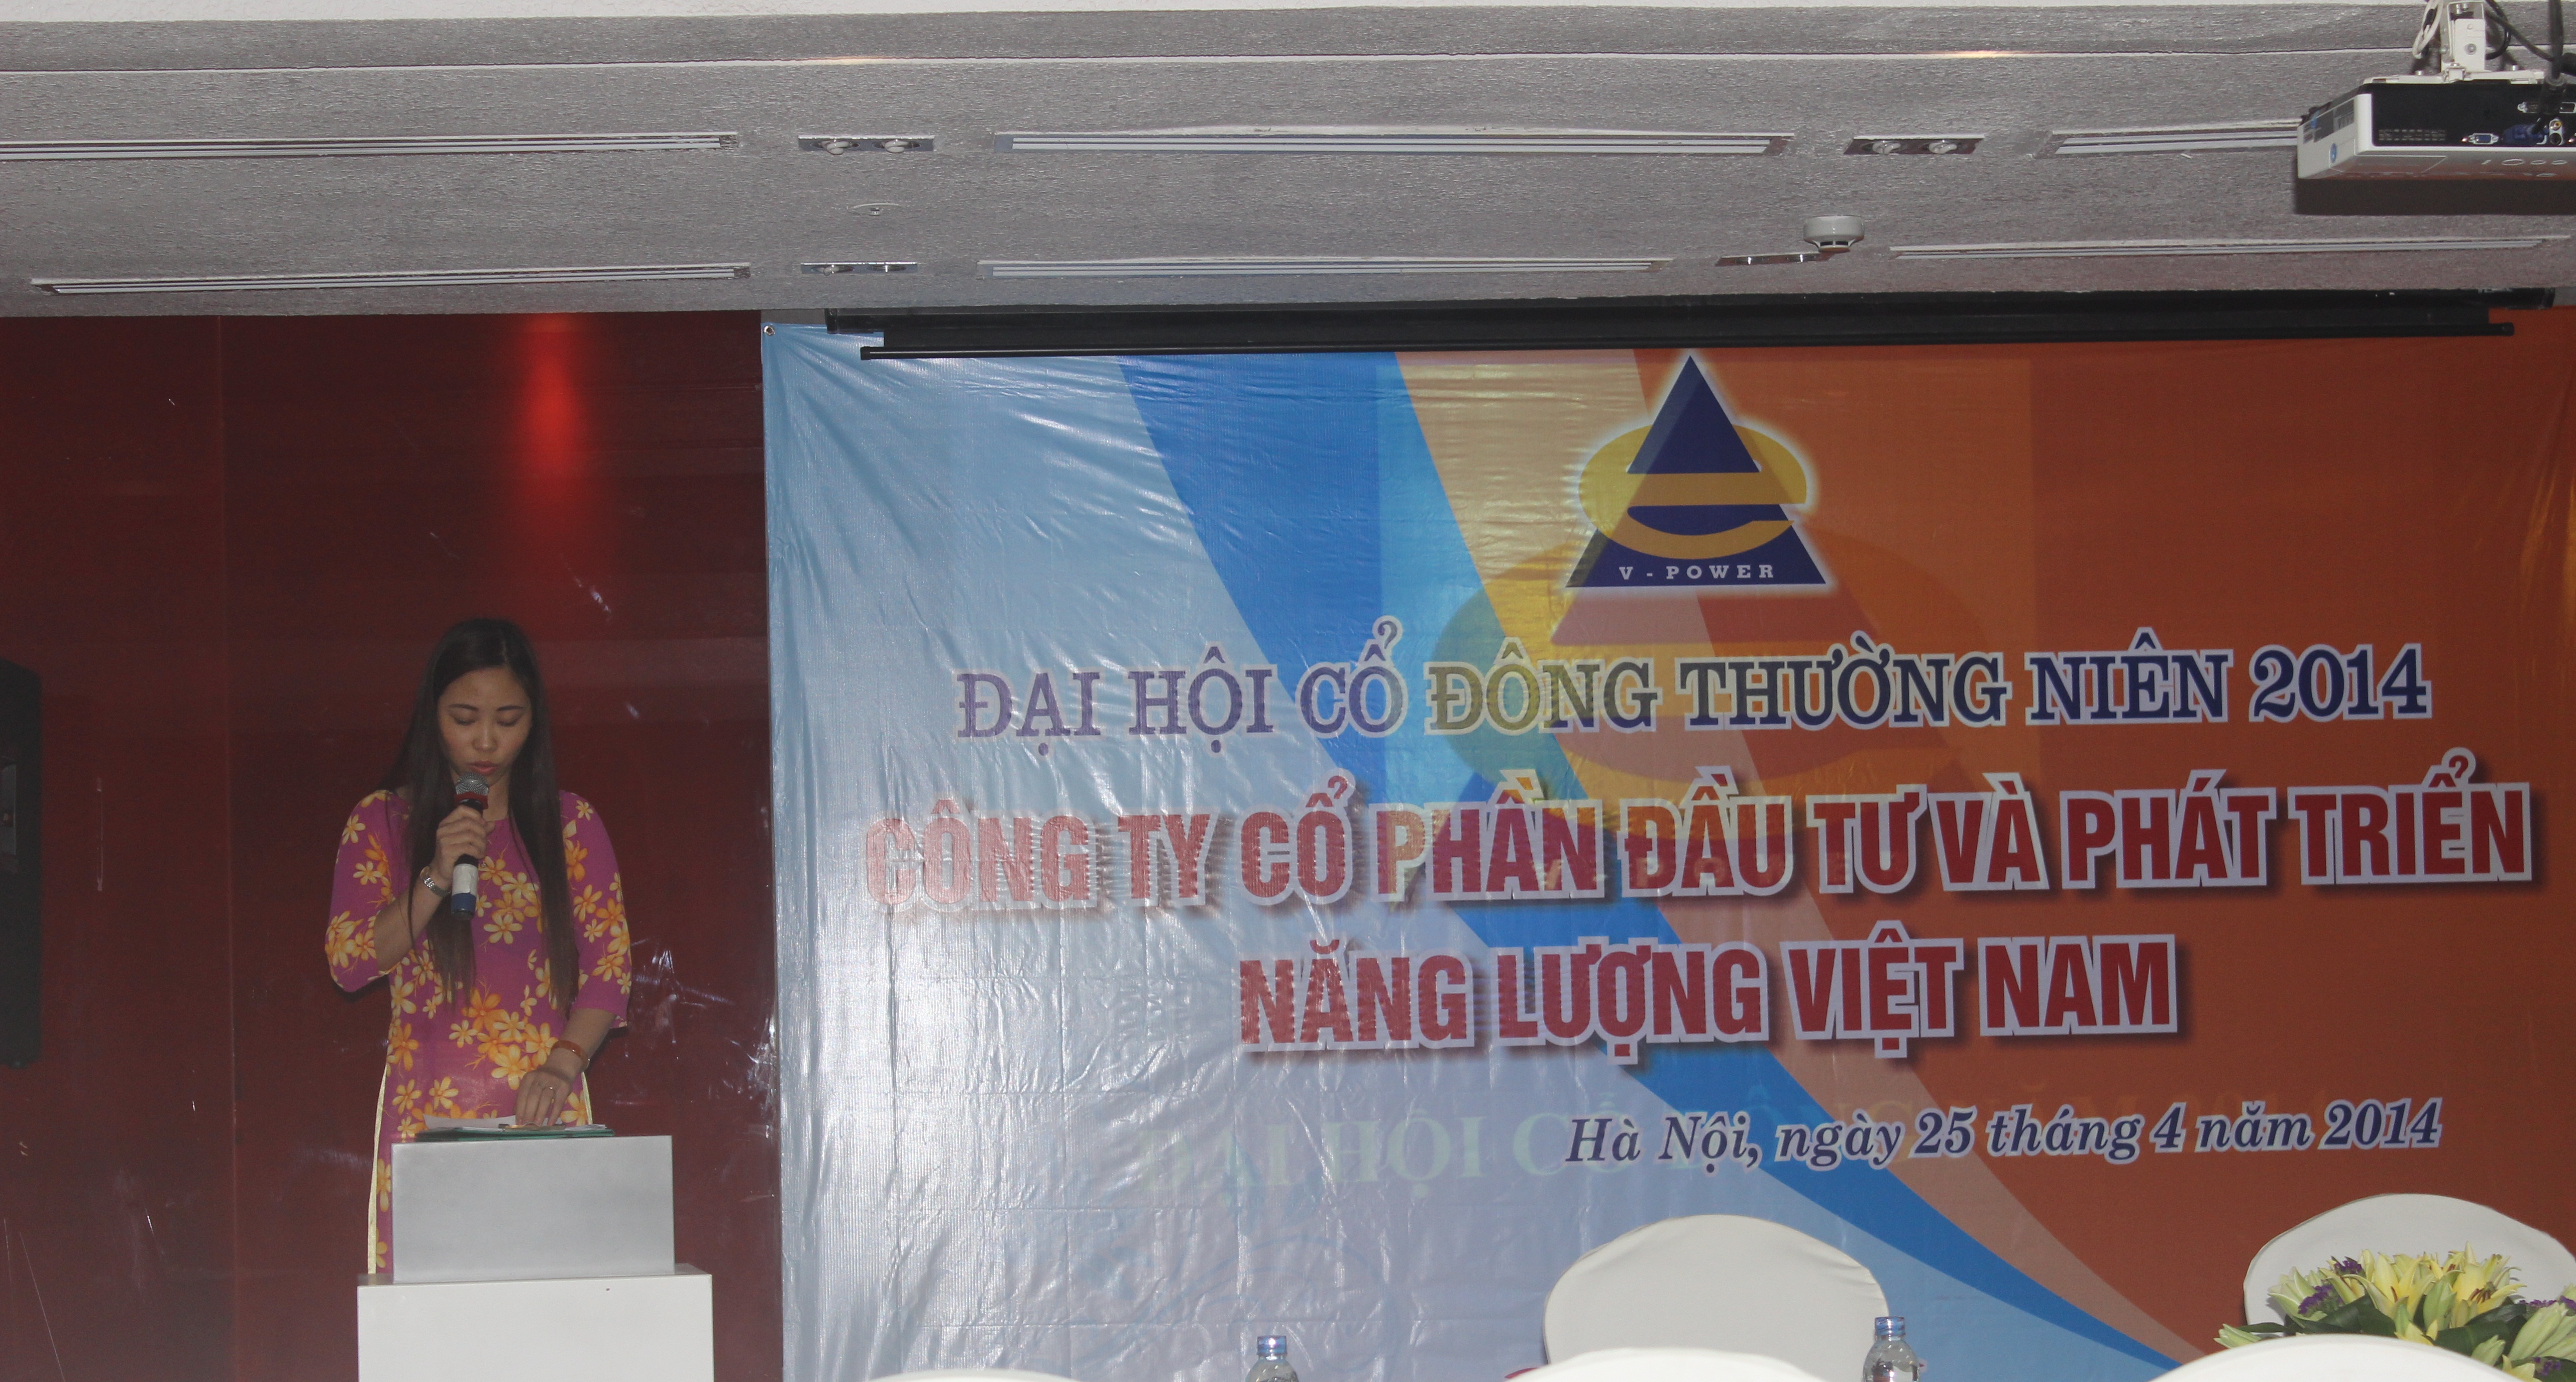 V - POWER
ĐẠI HỘI CỔ ĐÔNG THƯỜNG NIÊN 2014
CÔNG TY CỔ PHẦN ĐẦU TƯ VÀ PHÁT TRIỂN
NĂNG LƯỢNG VIỆT NAM
Hà Nội, ngày 25 tháng 4 năm 2014